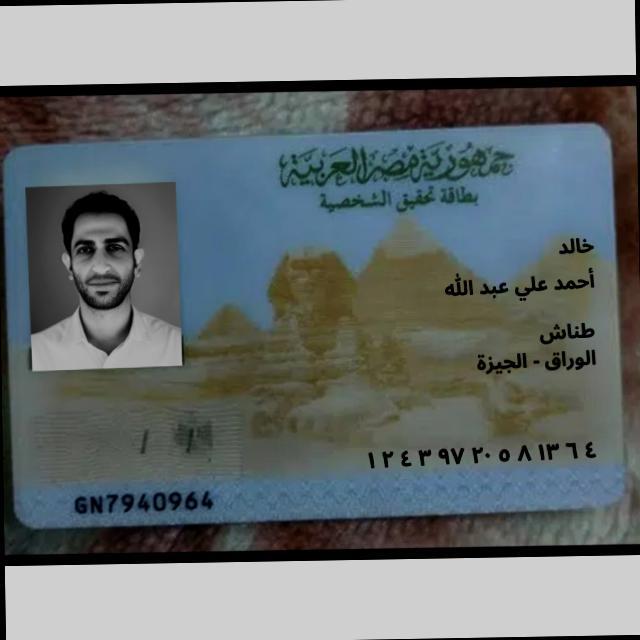 جمهورية مصر العربية
بطاقة تحقيق الشخصية
خالد
أحمد علي عبد الله
طناش
الوراق - الجيزة
١٢٤٣٩٧٢٠٥٨١٣٦٤
GN7940964